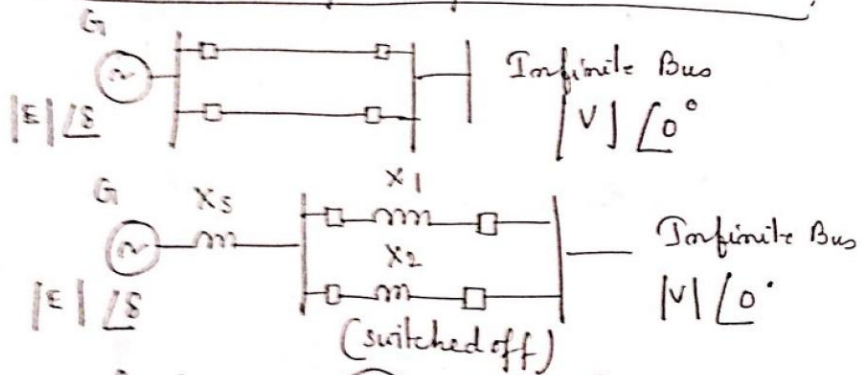 G
Infinite Bus
|E| ∠δ
|V| ∠0°
G
Xs
X1
X2
Infinite Bus
|E| ∠δ
|V| ∠0°
(switched off)